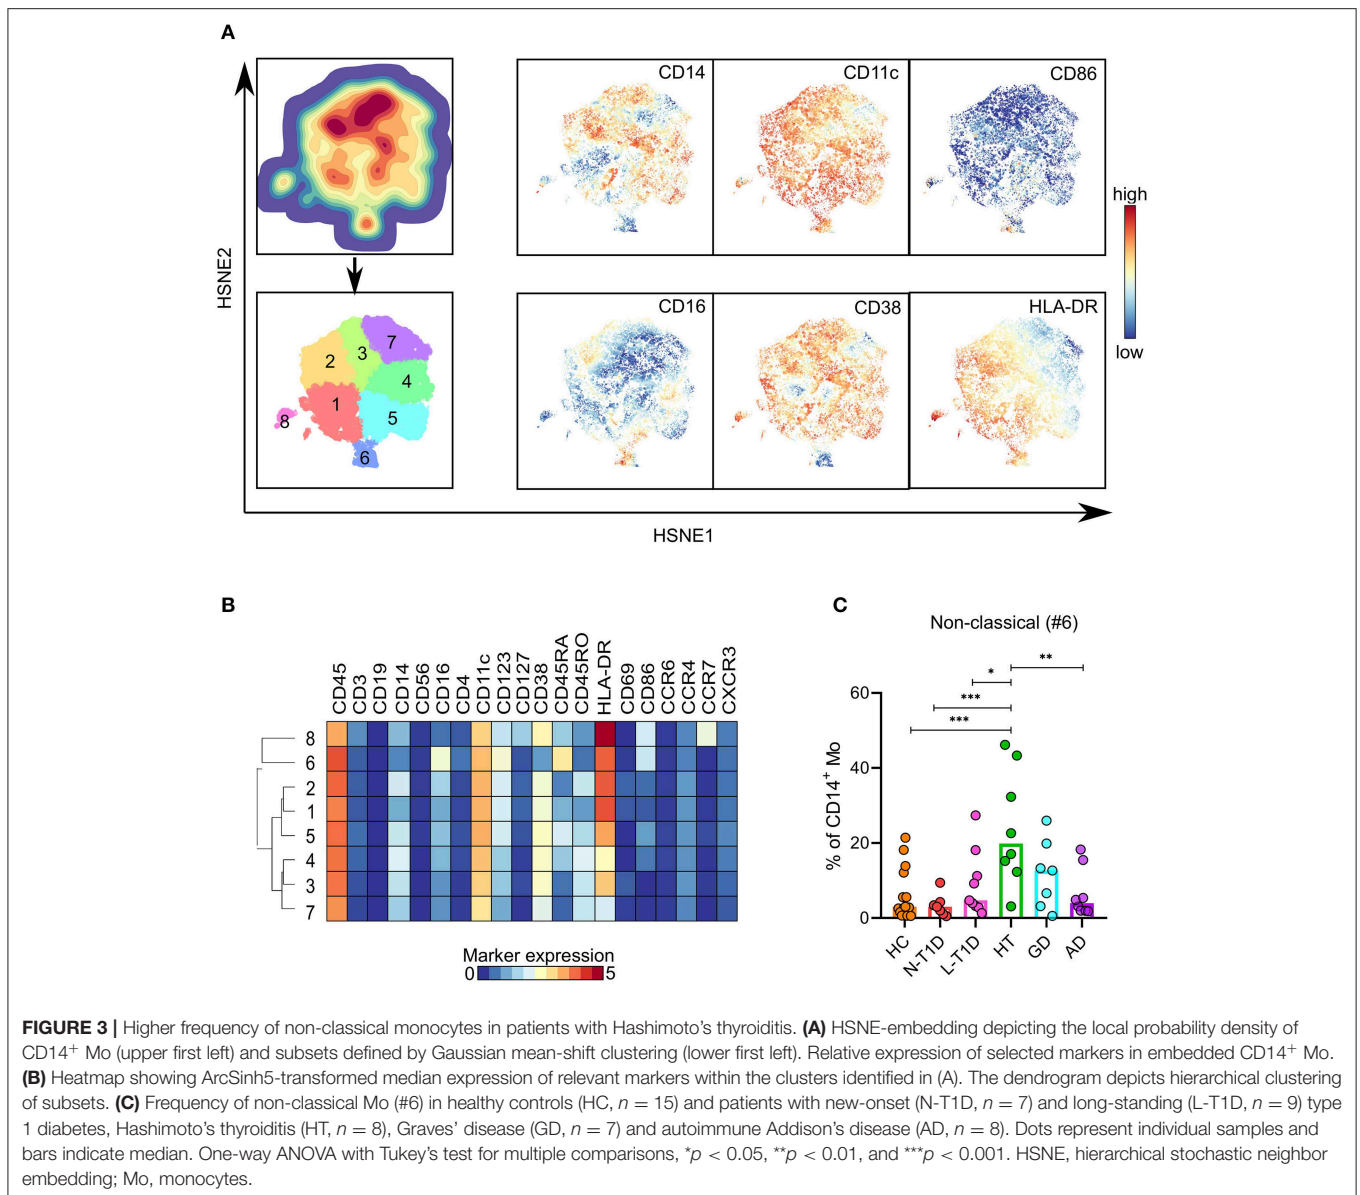 A
HSNE2
CD14
CD11c
CD86
high
low
1
2
3
4
5
6
7
8
CD16
CD38
HLA-DR
HSNE1
B
CD45
CD3
CD19
CD14
CD56
CD16
CD4
CD11c
CD123
CD127
CD38
CD45RA
CD45RO
HLA-DR
CD69
CD86
CCR6
CCR4
CCR7
CXCR3
8
6
2
1
5
4
3
7
Marker expression
0 5
C
Non-classical (#6)
**
*
***
***
% of CD14⁺ Mo
60
40
20
0
HC
N-T1D
L-T1D
HT
GD
AD
FIGURE 3 | Higher frequency of non-classical monocytes in patients with Hashimoto's thyroiditis. (A) HSNE-embedding depicting the local probability density of
CD14⁺ Mo (upper first left) and subsets defined by Gaussian mean-shift clustering (lower first left). Relative expression of selected markers in embedded CD14⁺ Mo.
(B) Heatmap showing ArcSinh5-transformed median expression of relevant markers within the clusters identified in (A). The dendrogram depicts hierarchical clustering
of subsets. (C) Frequency of non-classical Mo (#6) in healthy controls (HC, n = 15) and patients with new-onset (N-T1D, n = 7) and long-standing (L-T1D, n = 9) type
1 diabetes, Hashimoto's thyroiditis (HT, n = 8), Graves' disease (GD, n = 7) and autoimmune Addison's disease (AD, n = 8). Dots represent individual samples and
bars indicate median. One-way ANOVA with Tukey's test for multiple comparisons, *p < 0.05, **p < 0.01, and ***p < 0.001. HSNE, hierarchical stochastic neighbor
embedding; Mo, monocytes.